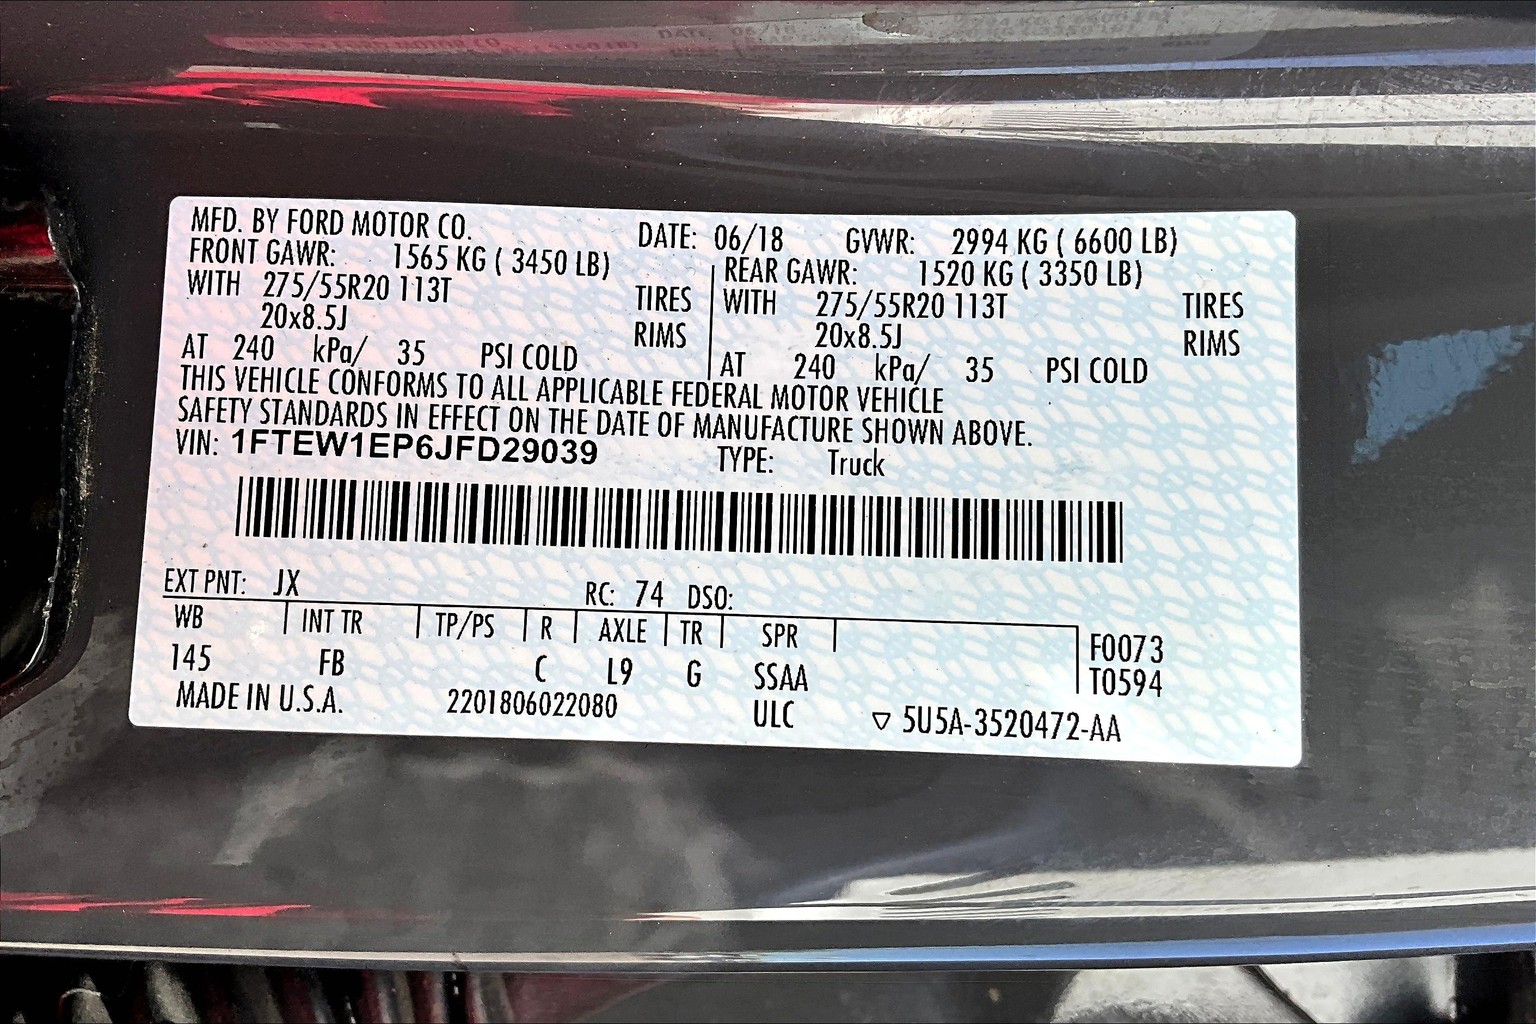 MFD. BY FORD MOTOR CO. DATE: 06/18 GVWR: 2994 KG ( 6600 LB)
FRONT GAWR: 1565 KG ( 3450 LB) REAR GAWR: 1520 KG ( 3350 LB)
WITH 275/55R20 113T TIRES WITH 275/55R20 113T TIRES
20x8.5J RIMS 20x8.5J RIMS
AT 240 kPa/ 35 PSI COLD AT 240 kPa/ 35 PSI COLD
THIS VEHICLE CONFORMS TO ALL APPLICABLE FEDERAL MOTOR VEHICLE
SAFETY STANDARDS IN EFFECT ON THE DATE OF MANUFACTURE SHOWN ABOVE.
VIN: 1FTEW1EP6JFD29039 TYPE: Truck
EXT PNT: JX RC: 74 DSO:
WB INT TR TP/PS R AXLE TR SPR F0073
145 FB C L9 G SSAA T0594
MADE IN U.S.A. 2201806022080 ULC ▽ 5U5A-3520472-AA